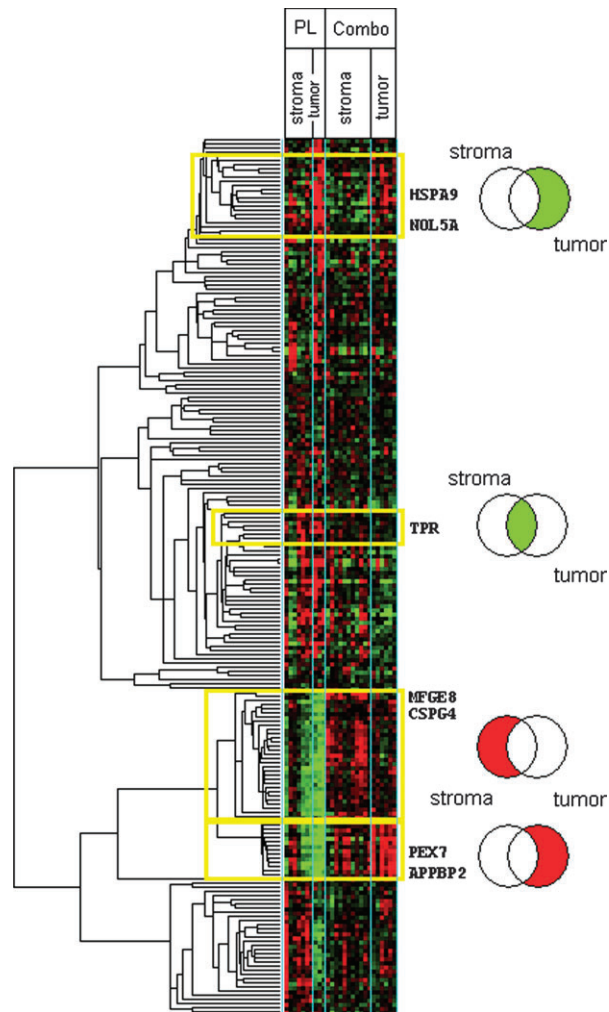 PL Combo
stroma tumor stroma tumor
stroma
HSPA9
NOL5A
tumor
stroma
TPR
tumor
MFGE8
CSPG4
stroma tumor
PEX7
APPBP2